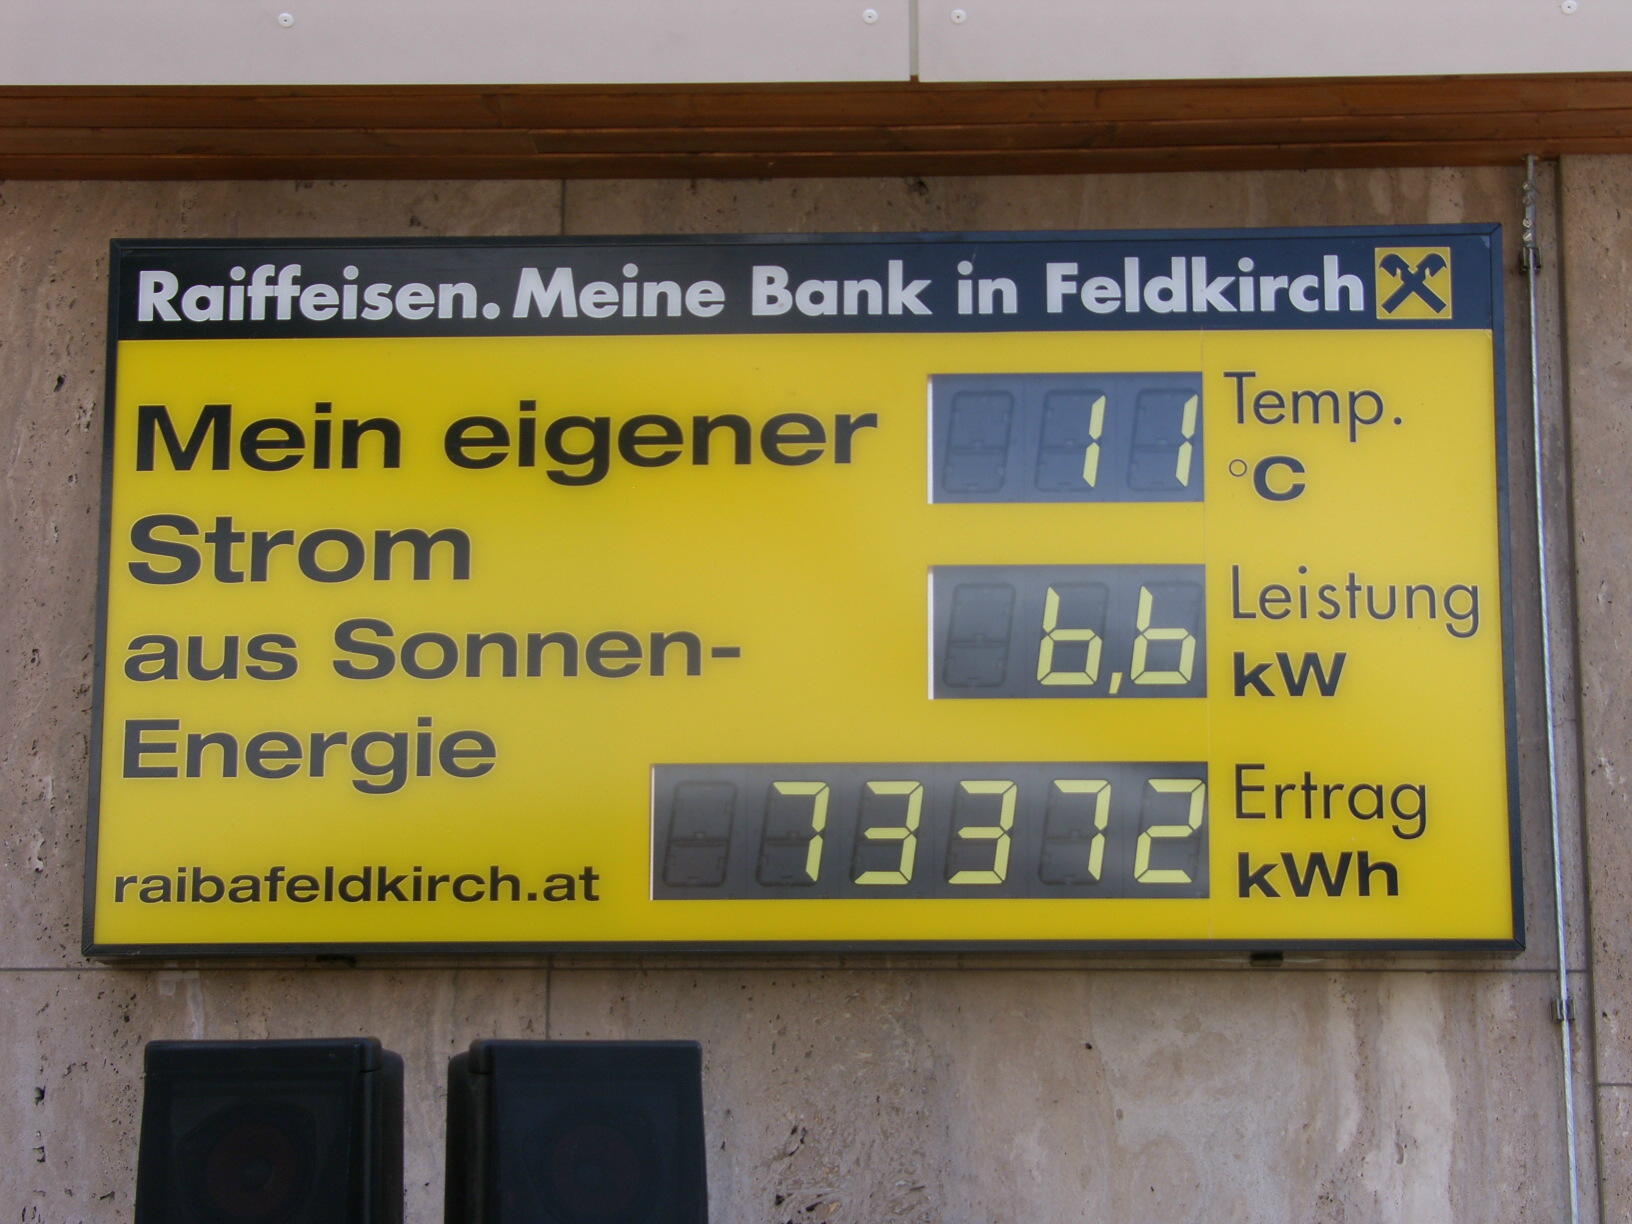 Raiffeisen. Meine Bank in Feldkirch
Mein eigener
Strom
aus Sonnen-
Energie
raibafeldkirch.at
11 Temp.
°C
6,6 Leistung
kW
73372 Ertrag
kWh